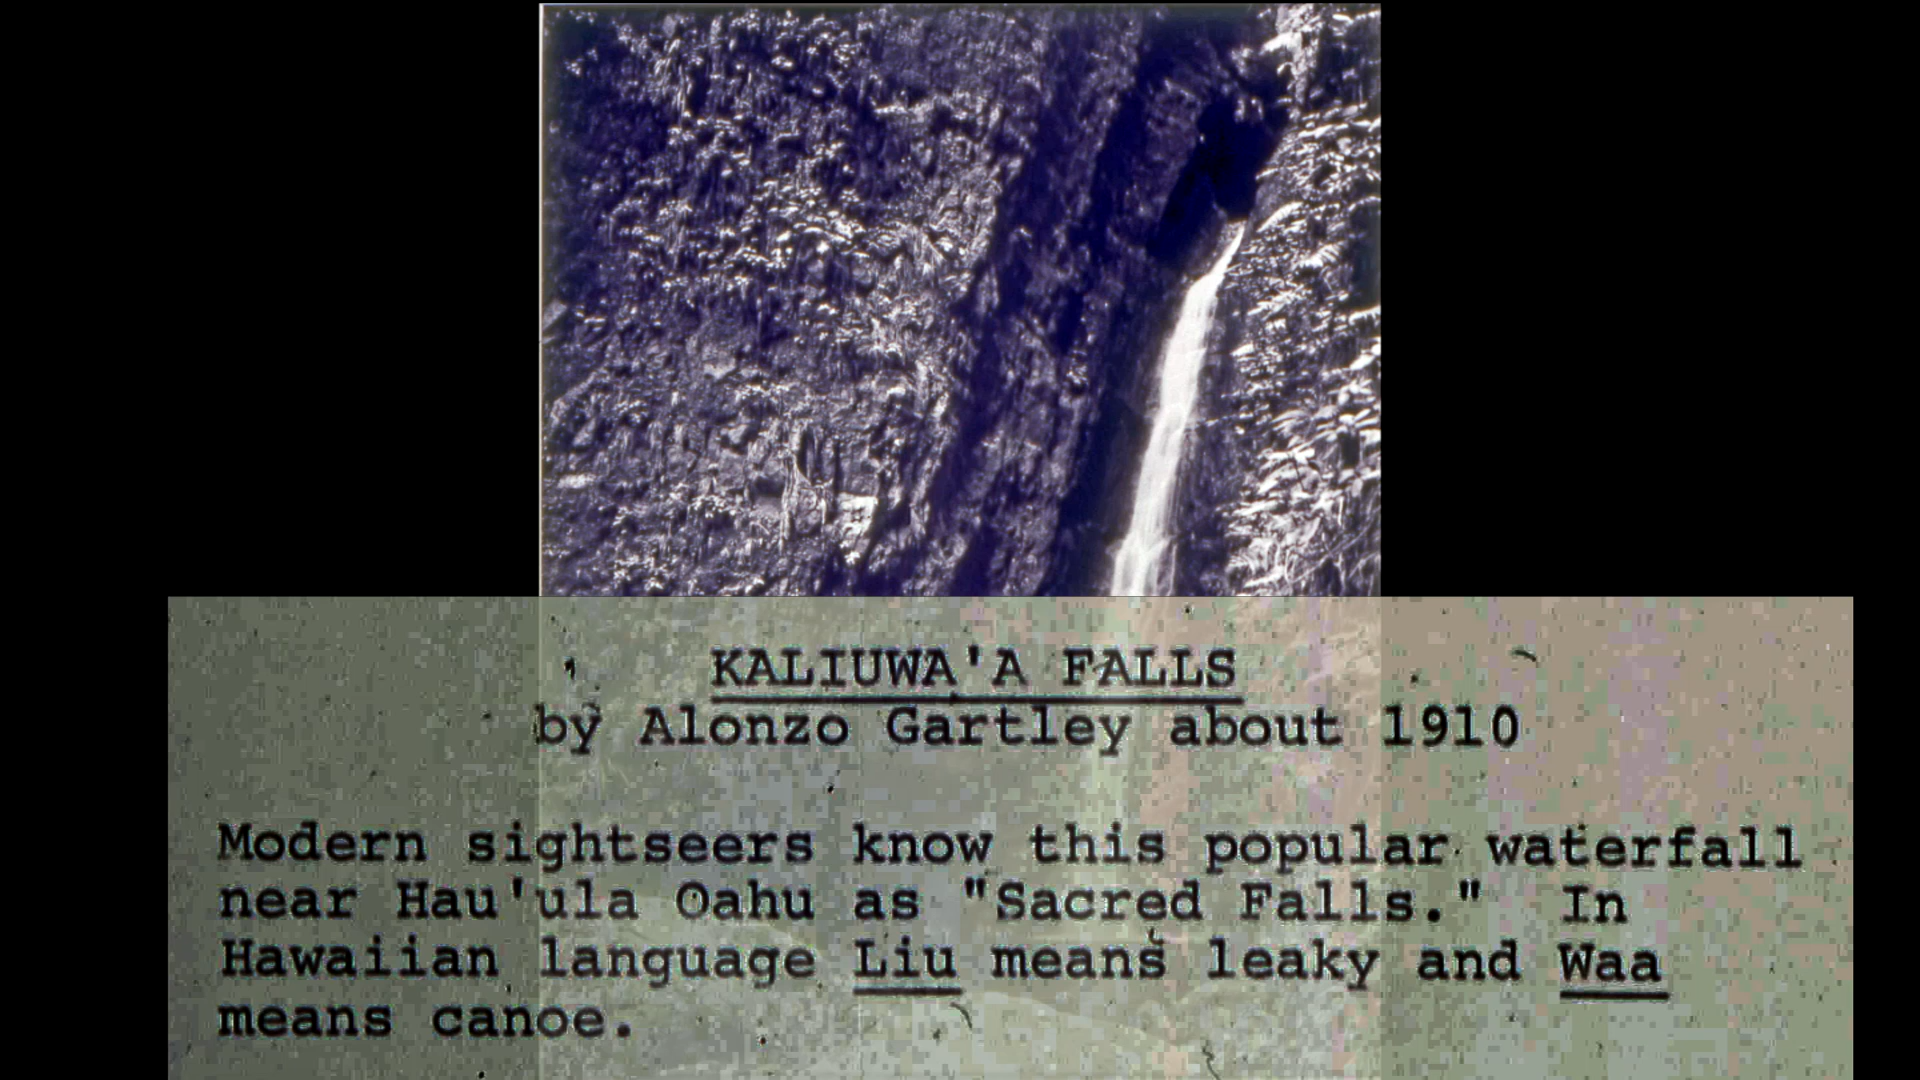 KALIUWA'A FALLS
by Alonzo Gartley about 1910
Modern sightseers know this popular waterfall
near Hau'ula Oahu as "Sacred Falls." In
Hawaiian language Liu means leaky and Waa
means canoe.